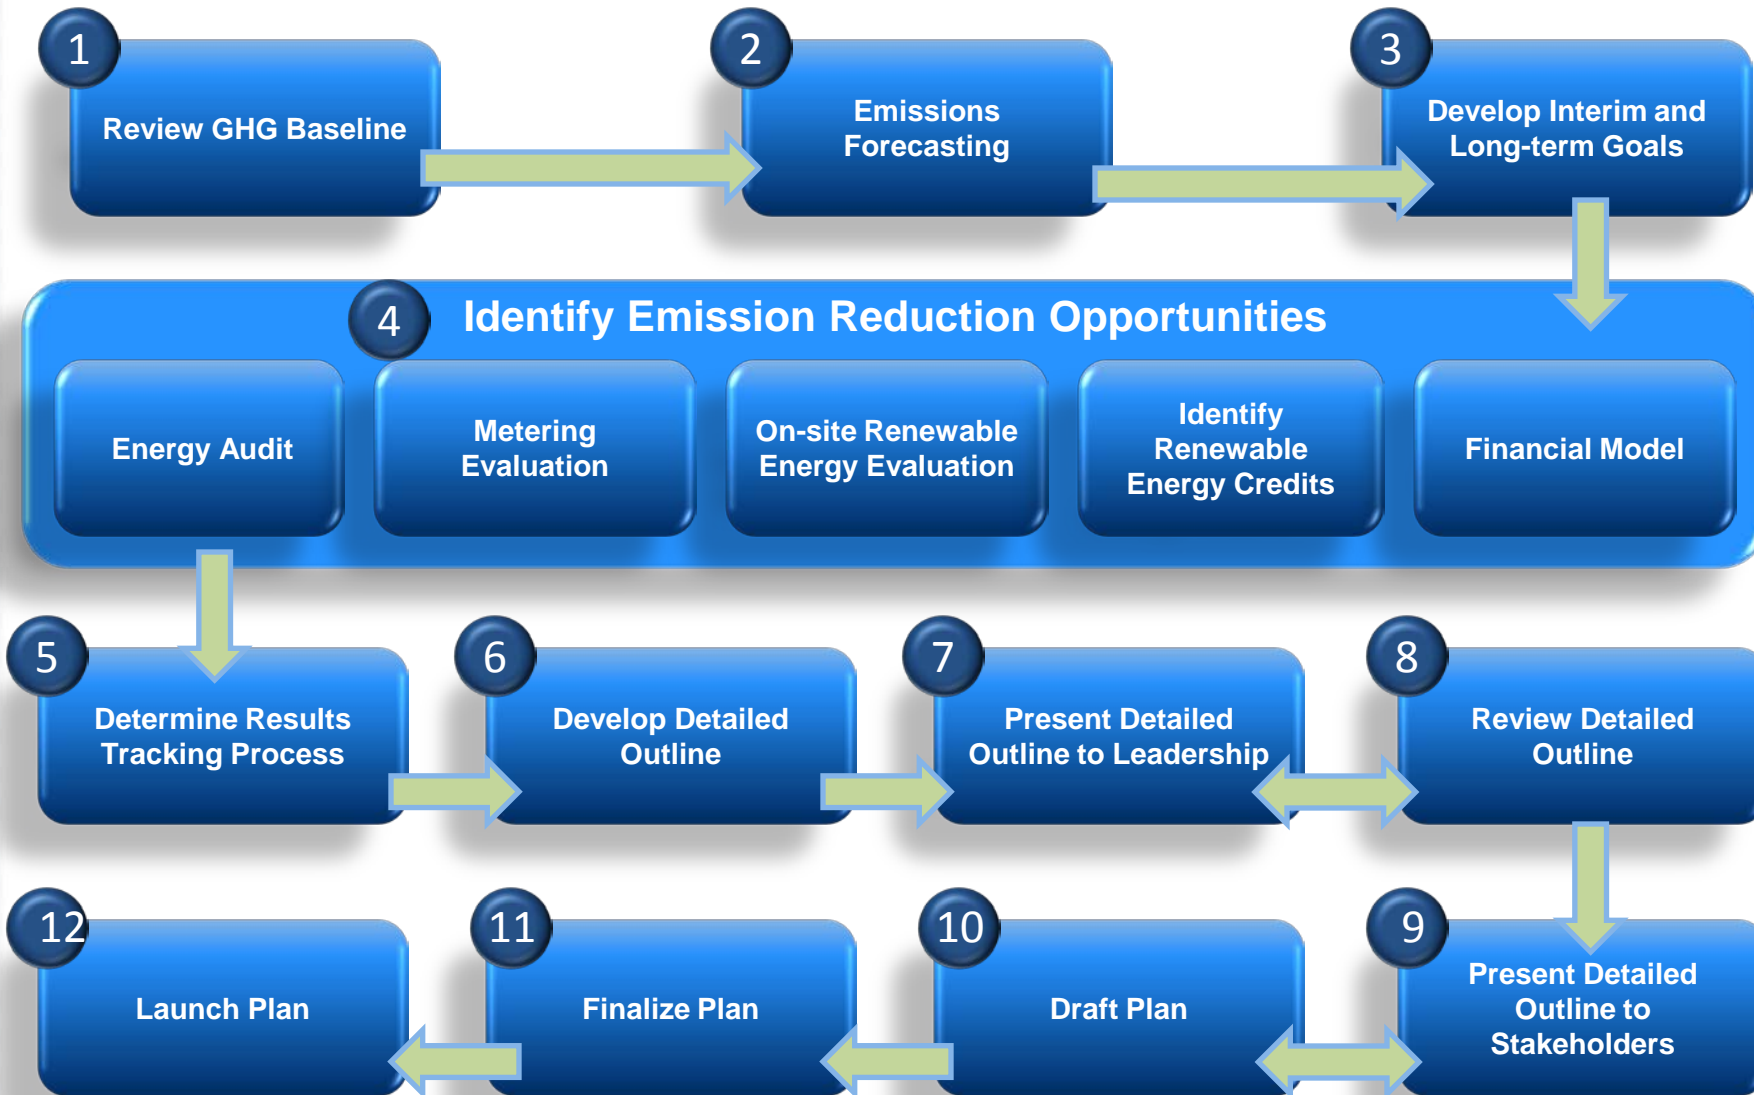 1
Review GHG Baseline
2
Emissions
Forecasting
3
Develop Interim and
Long-term Goals
4
Identify Emission Reduction Opportunities
Energy Audit
Metering
Evaluation
On-site Renewable
Energy Evaluation
Identify
Renewable
Energy Credits
Financial Model
5
Determine Results
Tracking Process
6
Develop Detailed
Outline
7
Present Detailed
Outline to Leadership
8
Review Detailed
Outline
12
Launch Plan
11
Finalize Plan
10
Draft Plan
9
Present Detailed
Outline to
Stakeholders